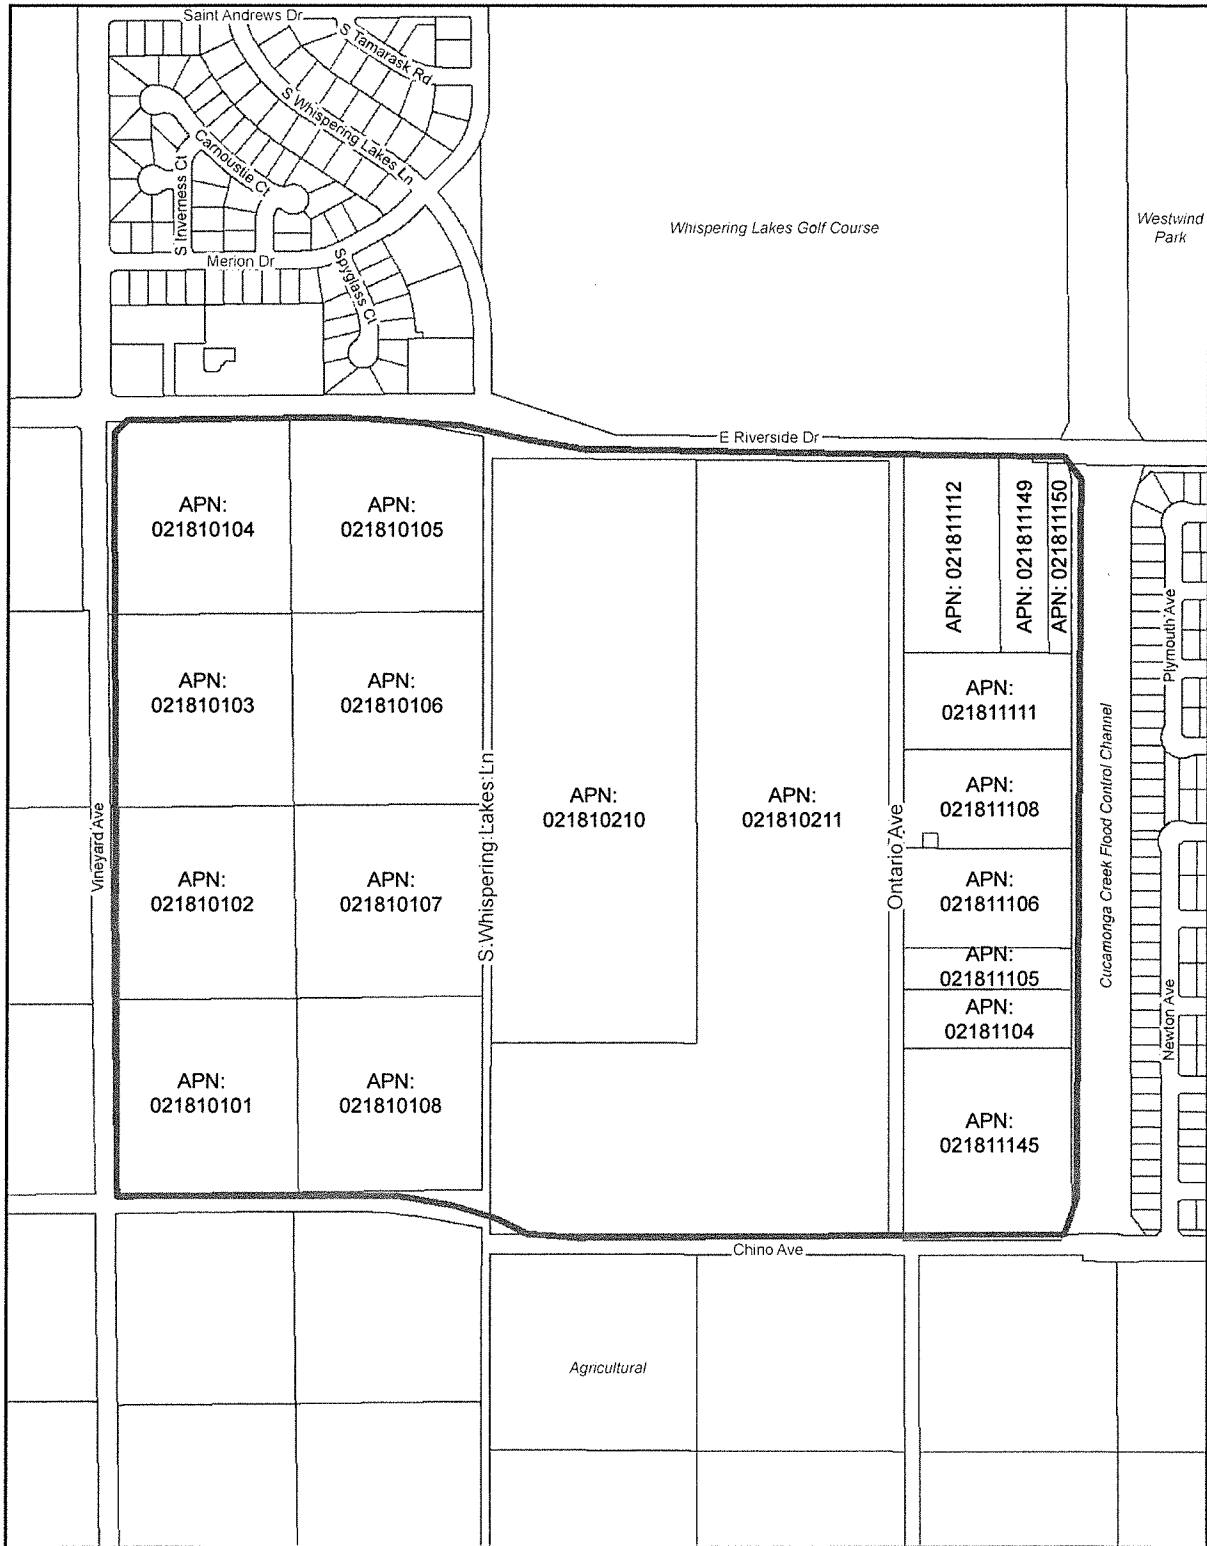 Saint Andrews Dr
S Tamarask Rd
S Whispering Lakes Ln
Carnoustie Ct
S Inverness Ct
Merion Dr
Spyglass Ct
Whispering Lakes Golf Course
Westwind
Park
E Riverside Dr
APN:
021810104
APN:
021810105
APN: 021811112
APN: 021811149
APN: 021811150
Plymouth Ave
APN:
021810103
APN:
021810106
APN:
021811111
Cucamonga Creek Flood Control Channel
Vineyard Ave
S Whispering Lakes Ln
APN:
021810210
APN:
021810211
Ontario Ave
APN:
021811108
APN:
021810102
APN:
021810107
APN:
021811106
APN:
021811105
APN:
02181104
Newton Ave
APN:
021810101
APN:
021810108
APN:
021811145
Chino Ave
Agricultural